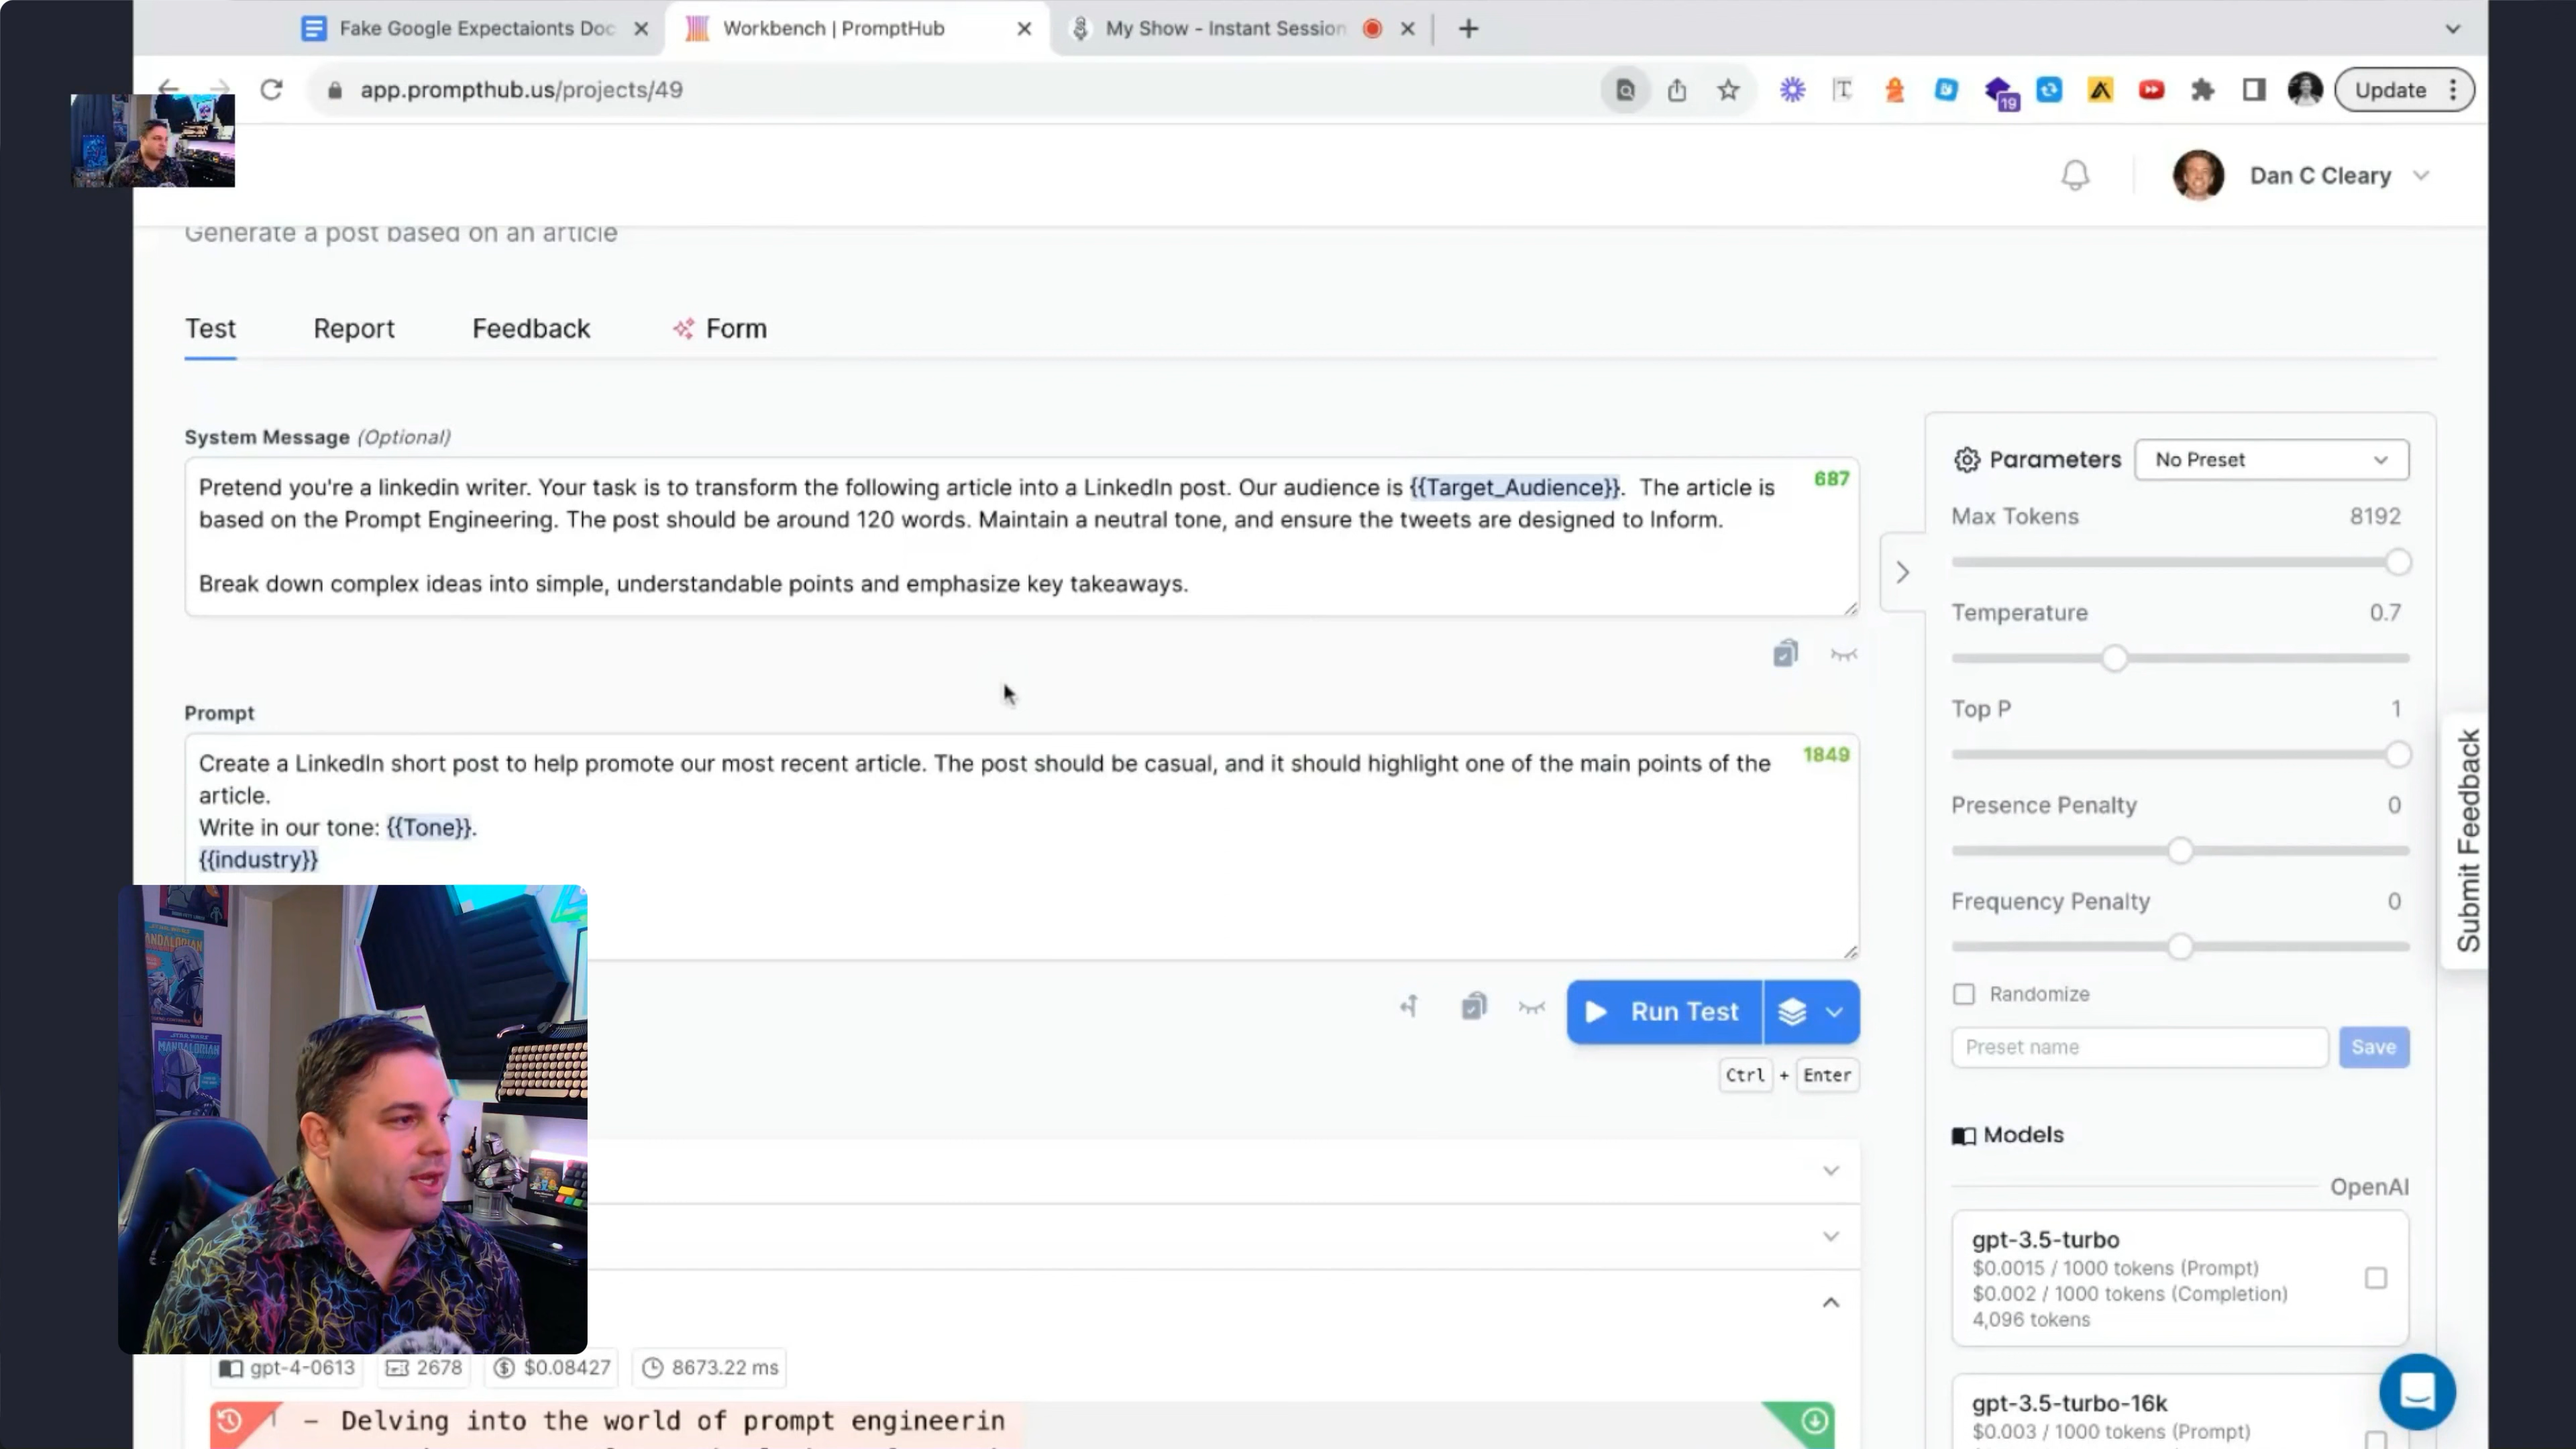 Fake Google Expectaionts Doc
Workbench | PromptHub
My Show - Instant Session
app.prompthub.us/projects/49
19
Update
Dan C Cleary
Generate a post based on an article
Test
Report
Feedback
Form
System Message (Optional)
687
Pretend you're a linkedin writer. Your task is to transform the following article into a LinkedIn post. Our audience is {{Target_Audience}}. The article is
based on the Prompt Engineering. The post should be around 120 words. Maintain a neutral tone, and ensure the tweets are designed to Inform.
Break down complex ideas into simple, understandable points and emphasize key takeaways.
Prompt
1849
Create a LinkedIn short post to help promote our most recent article. The post should be casual, and it should highlight one of the main points of the
article.
Write in our tone: {{Tone}}.
{{industry}}
Run Test
Ctrl + Enter
Parameters
No Preset
Max Tokens 8192
Temperature 0.7
Top P 1
Presence Penalty 0
Frequency Penalty 0
Randomize
Preset name
Save
Submit Feedback
Models
OpenAI
gpt-3.5-turbo
$0.0015 / 1000 tokens (Prompt)
$0.002 / 1000 tokens (Completion)
4,096 tokens
gpt-3.5-turbo-16k
$0.003 / 1000 tokens (Prompt)
MANDALORIAN
STAR WARS
MANDALORIAN
gpt-4-0613
2678
$0.08427
8673.22 ms
1 – Delving into the world of prompt engineerin